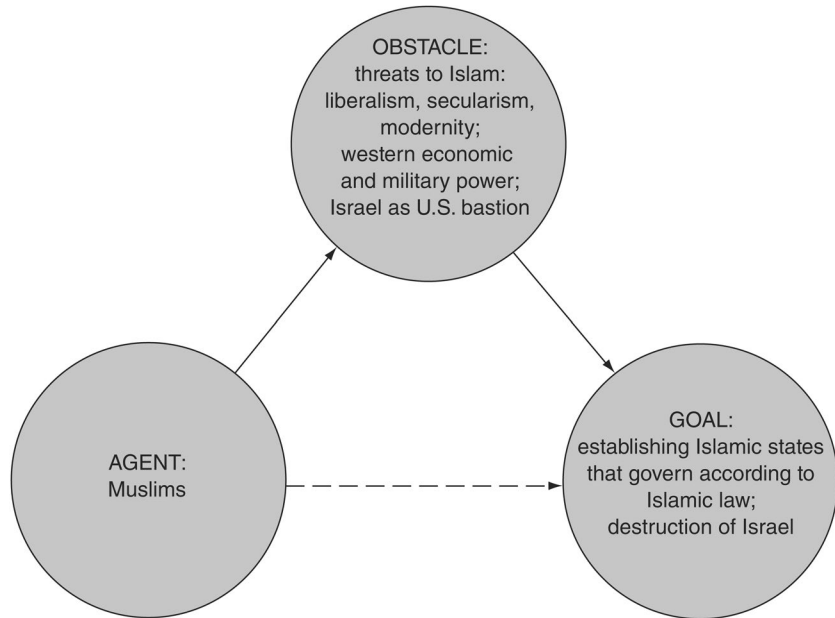 OBSTACLE:
threats to Islam:
liberalism, secularism,
modernity;
western economic
and military power;
Israel as U.S. bastion
AGENT:
Muslims
GOAL:
establishing Islamic states
that govern according to
Islamic law;
destruction of Israel